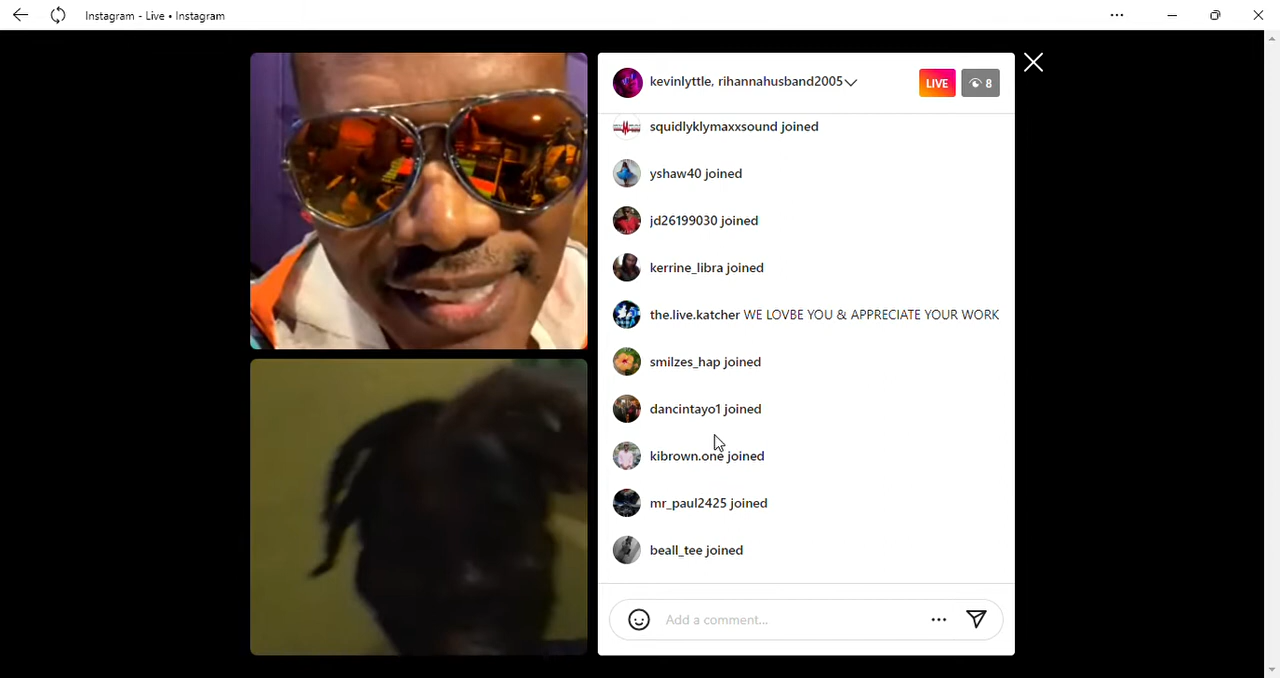 Instagram - Live • Instagram
kevinlyttle, rihannahusband2005
LIVE
8
squidlyklymaxxsound joined
yshaw40 joined
jd26199030 joined
kerrine_libra joined
the.live.katcher WE LOVBE YOU & APPRECIATE YOUR WORK
smilzes_hap joined
dancintayo1 joined
kibrown.one joined
mr_paul2425 joined
beall_tee joined
Add a comment...